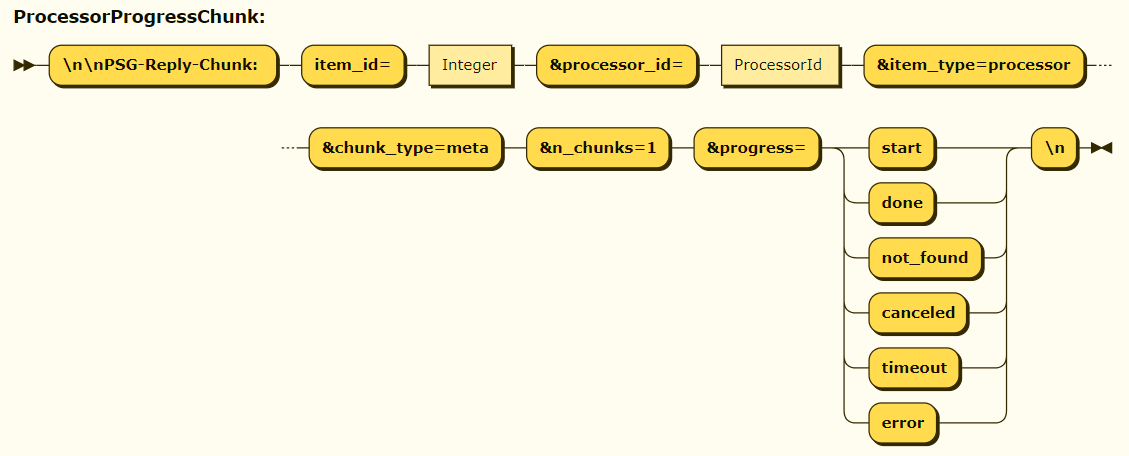 ProcessorProgressChunk:
\n\nPSG-Reply-Chunk: item_id= Integer &processor_id= ProcessorId &item_type=processor
&chunk_type=meta &n_chunks=1 &progress= start \n
done
not_found
canceled
timeout
error